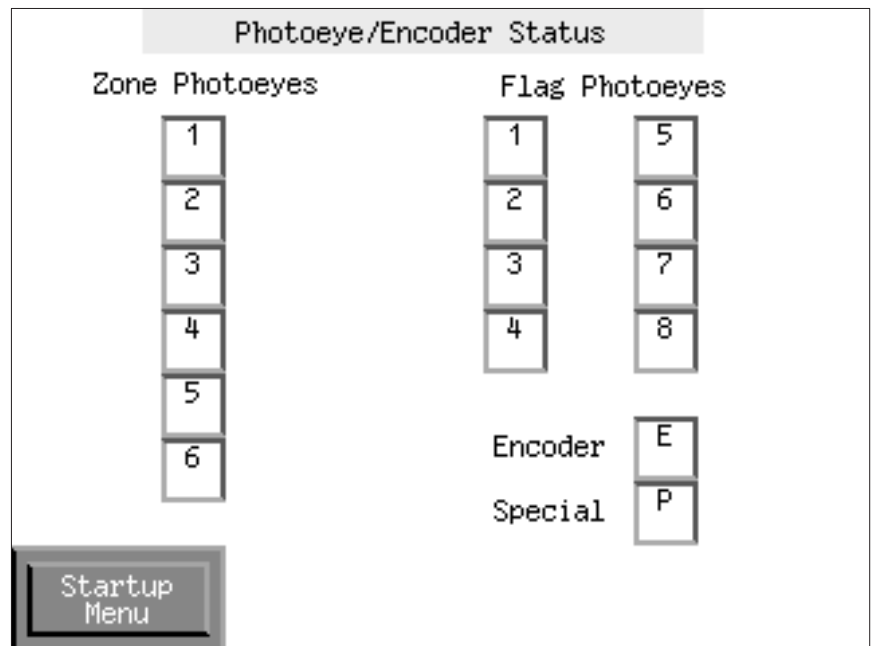 Photoeye/Encoder Status
Zone Photoeyes
1
2
3
4
5
6
Flag Photoeyes
1 5
2 6
3 7
4 8
Encoder E
Special P
Startup
Menu